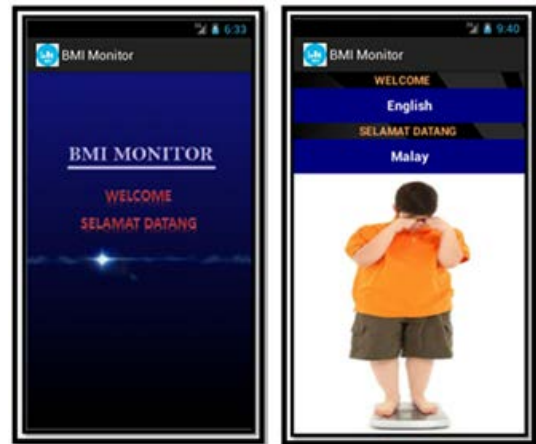 6:33
BMI Monitor
BMI MONITOR
WELCOME
SELAMAT DATANG
9:40
BMI Monitor
WELCOME
English
SELAMAT DATANG
Malay